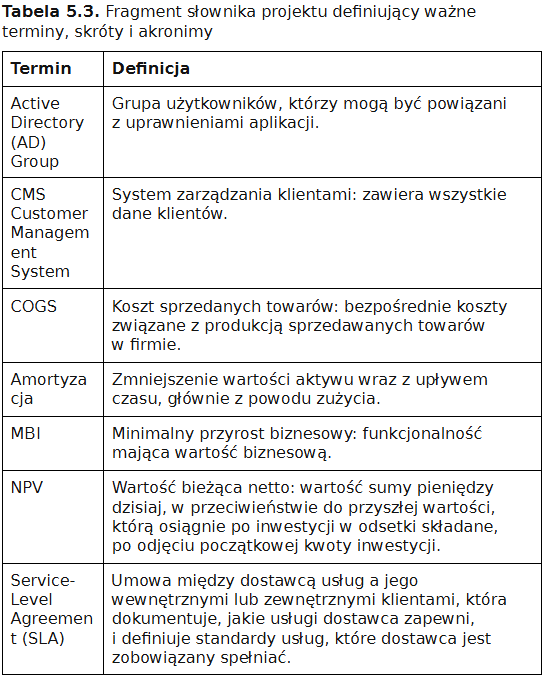 Tabela 5.3. Fragment słownika projektu definiujący ważne
terminy, skróty i akronimy
Termin
Definicja
Active
Directory
(AD)
Group
Grupa użytkowników, którzy mogą być powiązani
z uprawnieniami aplikacji.
CMS
Customer
Managem
ent
System
System zarządzania klientami: zawiera wszystkie
dane klientów.
COGS
Koszt sprzedanych towarów: bezpośrednie koszty
związane z produkcją sprzedawanych towarów
w firmie.
Amortyza
cja
Zmniejszenie wartości aktywu wraz z upływem
czasu, głównie z powodu zużycia.
MBI
Minimalny przyrost biznesowy: funkcjonalność
mająca wartość biznesową.
NPV
Wartość bieżąca netto: wartość sumy pieniędzy
dzisiaj, w przeciwieństwie do przyszłej wartości,
którą osiągnie po inwestycji w odsetki składane,
po odjęciu początkowej kwoty inwestycji.
Service-
Level
Agreemen
t (SLA)
Umowa między dostawcą usług a jego
wewnętrznymi lub zewnętrznymi klientami, która
dokumentuje, jakie usługi dostawca zapewni,
i definiuje standardy usług, które dostawca jest
zobowiązany spełniać.